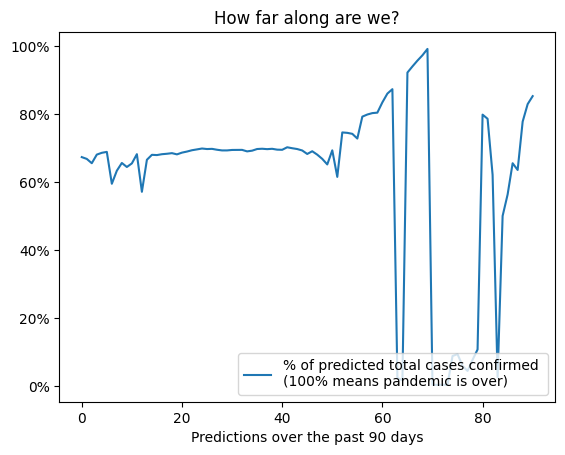 How far along are we?
100%
80%
60%
40%
20%
0%
% of predicted total cases confirmed
(100% means pandemic is over)
0
20
40
60
80
Predictions over the past 90 days